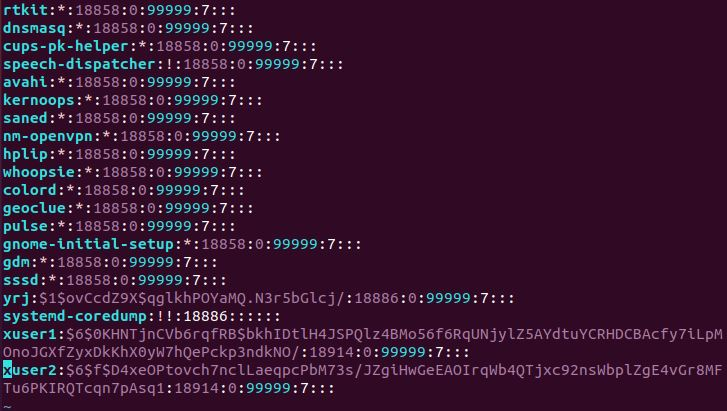 rtkit:*:18858:0:99999:7:::
dnsmasq:*:18858:0:99999:7:::
cups-pk-helper:*:18858:0:99999:7:::
speech-dispatcher:!:18858:0:99999:7:::
avahi:*:18858:0:99999:7:::
kernoops:*:18858:0:99999:7:::
saned:*:18858:0:99999:7:::
nm-openvpn:*:18858:0:99999:7:::
hplip:*:18858:0:99999:7:::
whoopsie:*:18858:0:99999:7:::
colord:*:18858:0:99999:7:::
geoclue:*:18858:0:99999:7:::
pulse:*:18858:0:99999:7:::
gnome-initial-setup:*:18858:0:99999:7:::
gdm:*:18858:0:99999:7:::
sssd:*:18858:0:99999:7:::
yrj:$1$ovCcdZ9X$qglkhPOYaMQ.N3r5bGlcj/:18886:0:99999:7:::
systemd-coredump:!!:18886::::::
xuser1:$6$0KHNTjnCVb6rqfRB$bkhIDtlH4JSPQlz4BMo56f6RqUNjylZ5AYdtuYCRHDCBAcfy7iLpM
OnoJGXfZyxDkKhX0yW7hQePckp3ndkNO/:18914:0:99999:7:::
xuser2:$6$f$D4xeOPtovch7nclLaeqpcPbM73s/JZgiHwGeEAOIrqWb4QTjxc92nsWbplZgE4vGr8MF
Tu6PKIRQTcqn7pAsq1:18914:0:99999:7:::
~